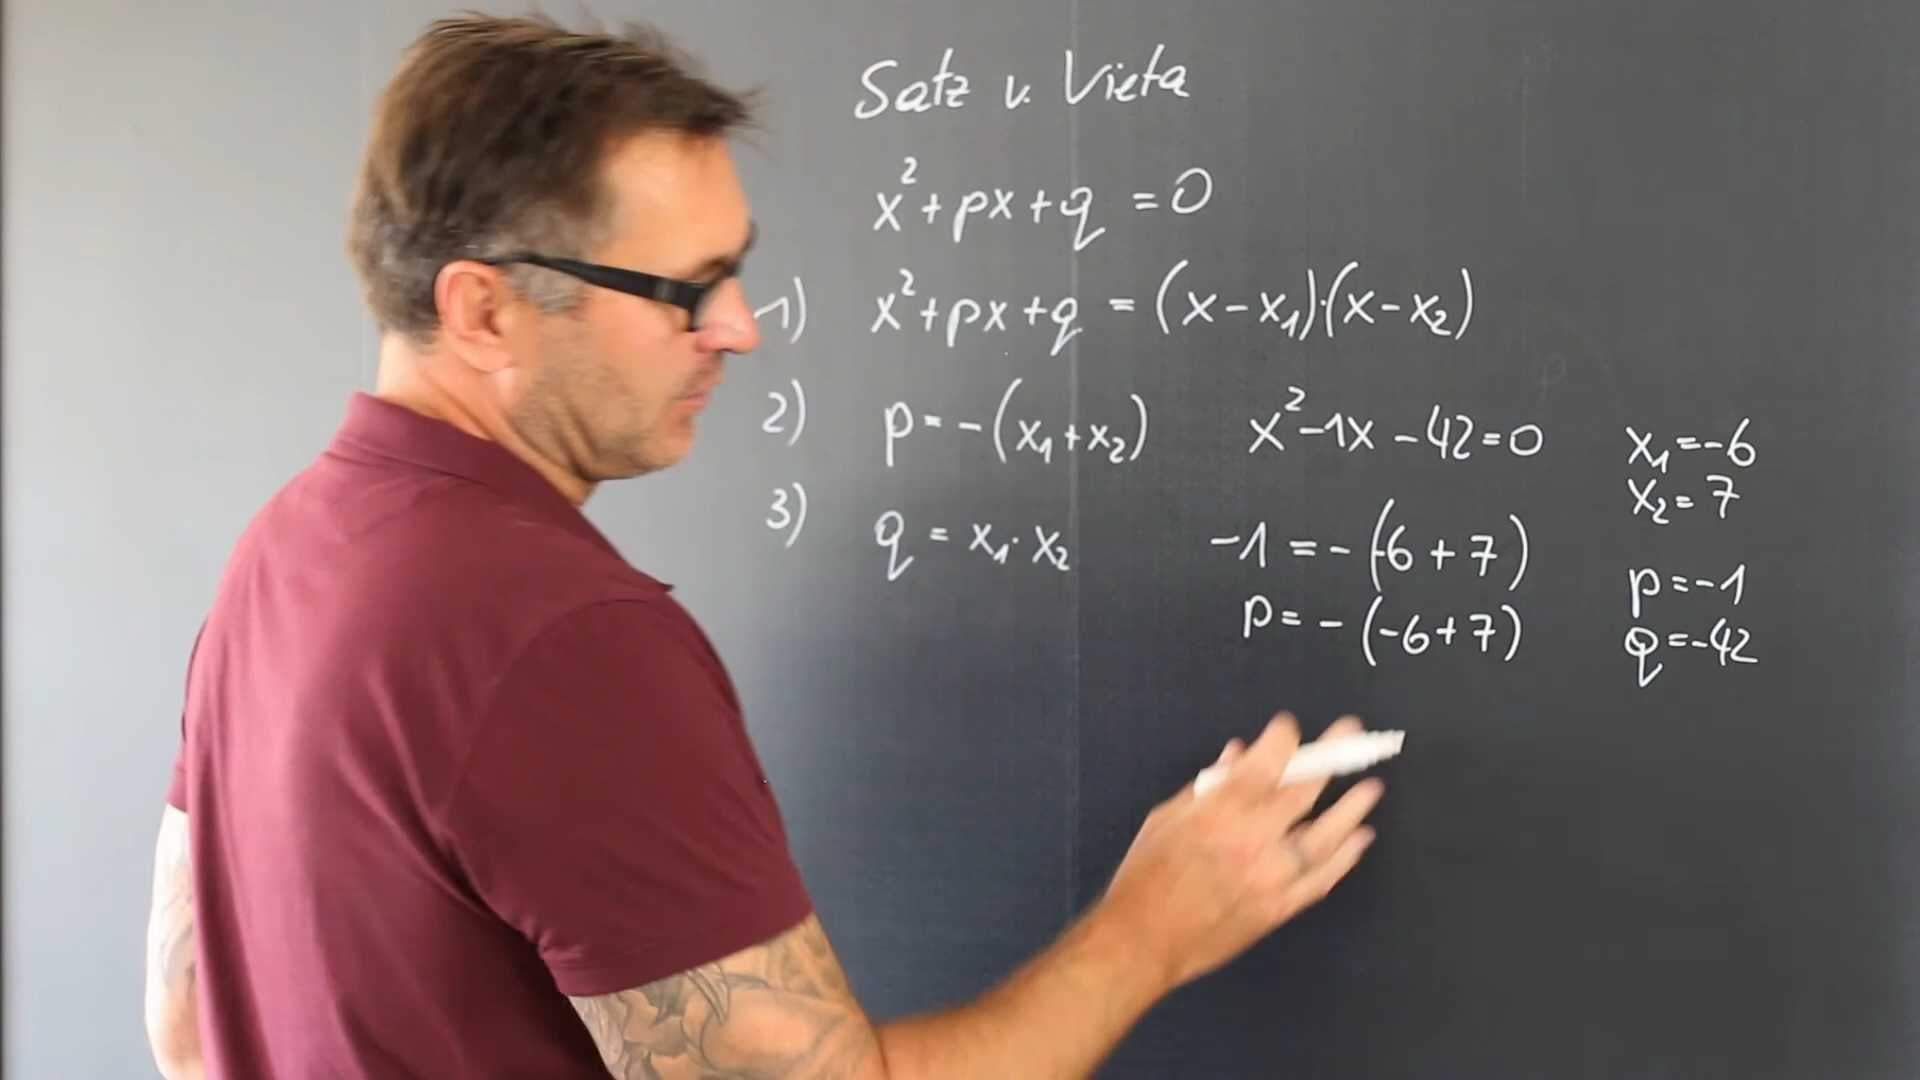 Satz v. Vieta
x²+px+q =0
1) x²+px+q = (x-x₁)·(x-x₂)
2) p=-(x₁+x₂)
3) q = x₁·x₂
x²-1x-42=0
-1=-(-6+7)
p=-(-6+7)
x₁=-6
x₂=7
p=-1
q=-42